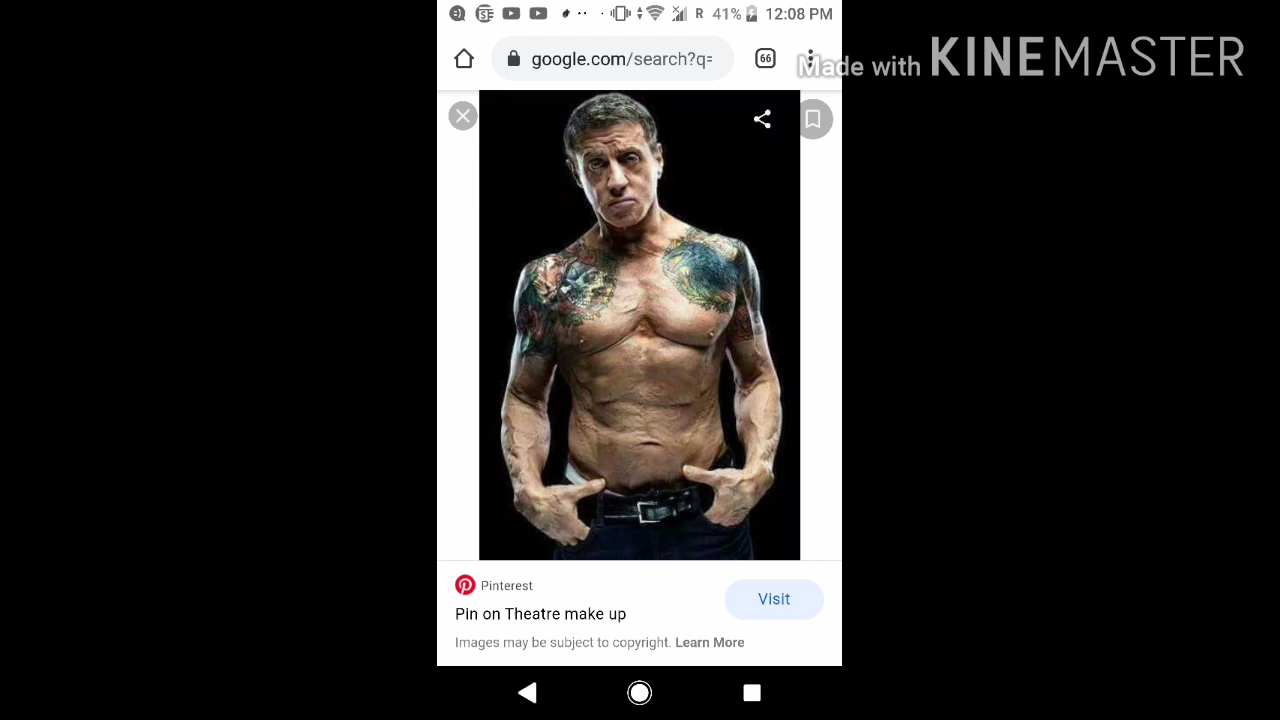 R 41% 12:08 PM
google.com/search?q=
66
Made with KINEMASTER
Pinterest
Pin on Theatre make up
Visit
Images may be subject to copyright. Learn More